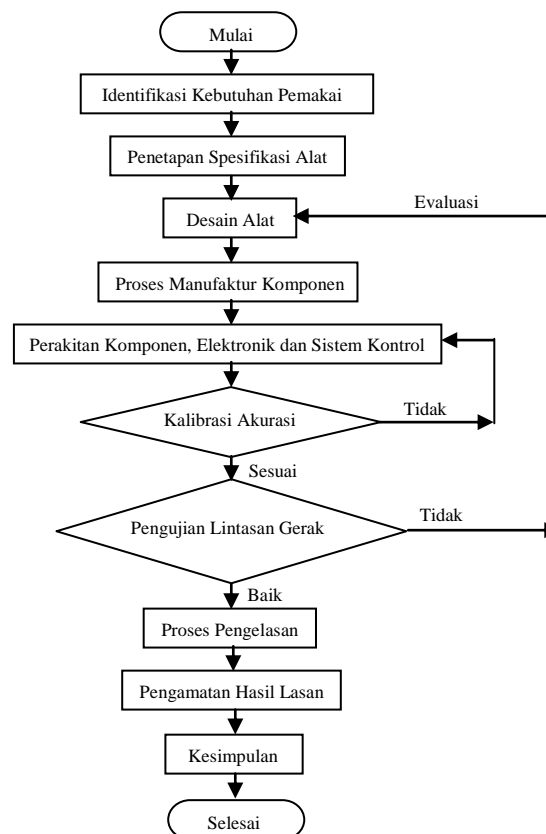 Mulai
Identifikasi Kebutuhan Pemakai
Penetapan Spesifikasi Alat
Evaluasi
Desain Alat
Proses Manufaktur Komponen
Perakitan Komponen, Elektronik dan Sistem Kontrol
Kalibrasi Akurasi
Tidak
Sesuai
Pengujian Lintasan Gerak
Tidak
Baik
Proses Pengelasan
Pengamatan Hasil Lasan
Kesimpulan
Selesai